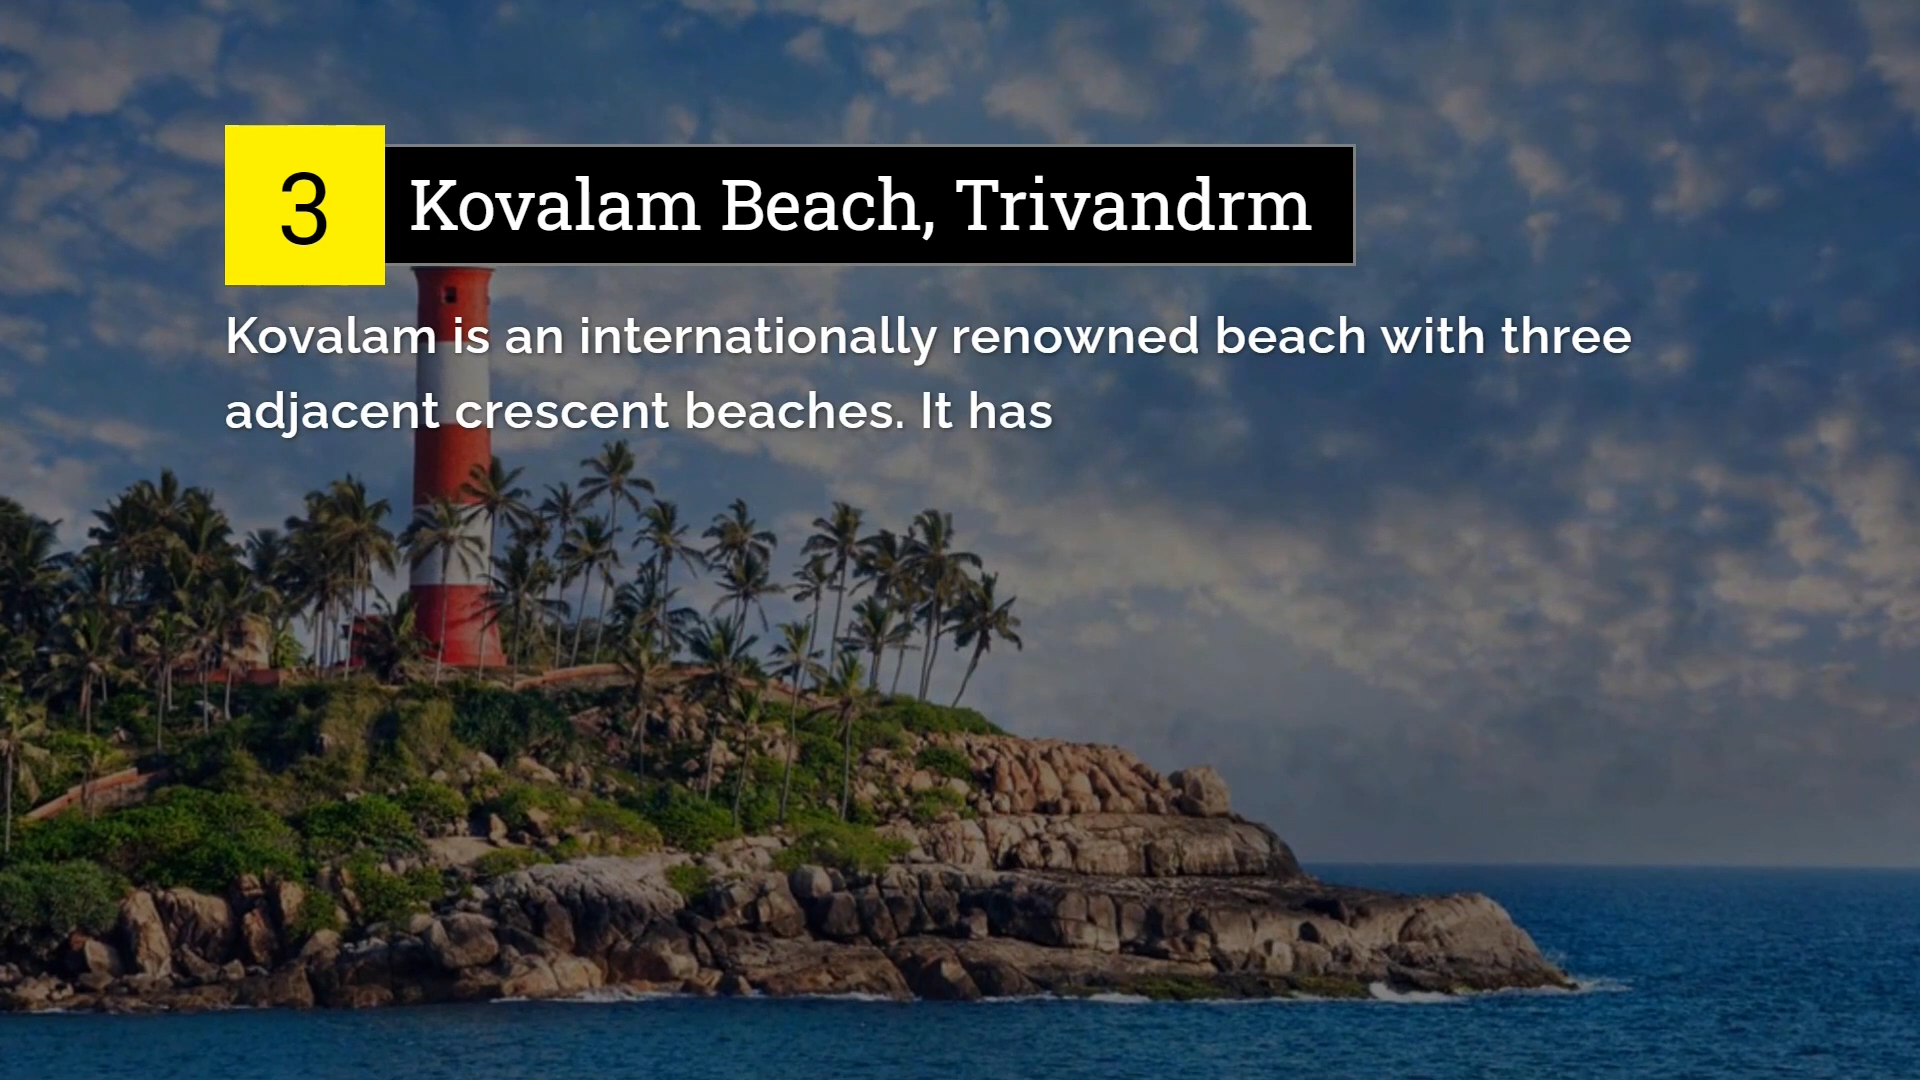 3
Kovalam Beach, Trivandrm
Kovalam is an internationally renowned beach with three
adjacent crescent beaches. It has